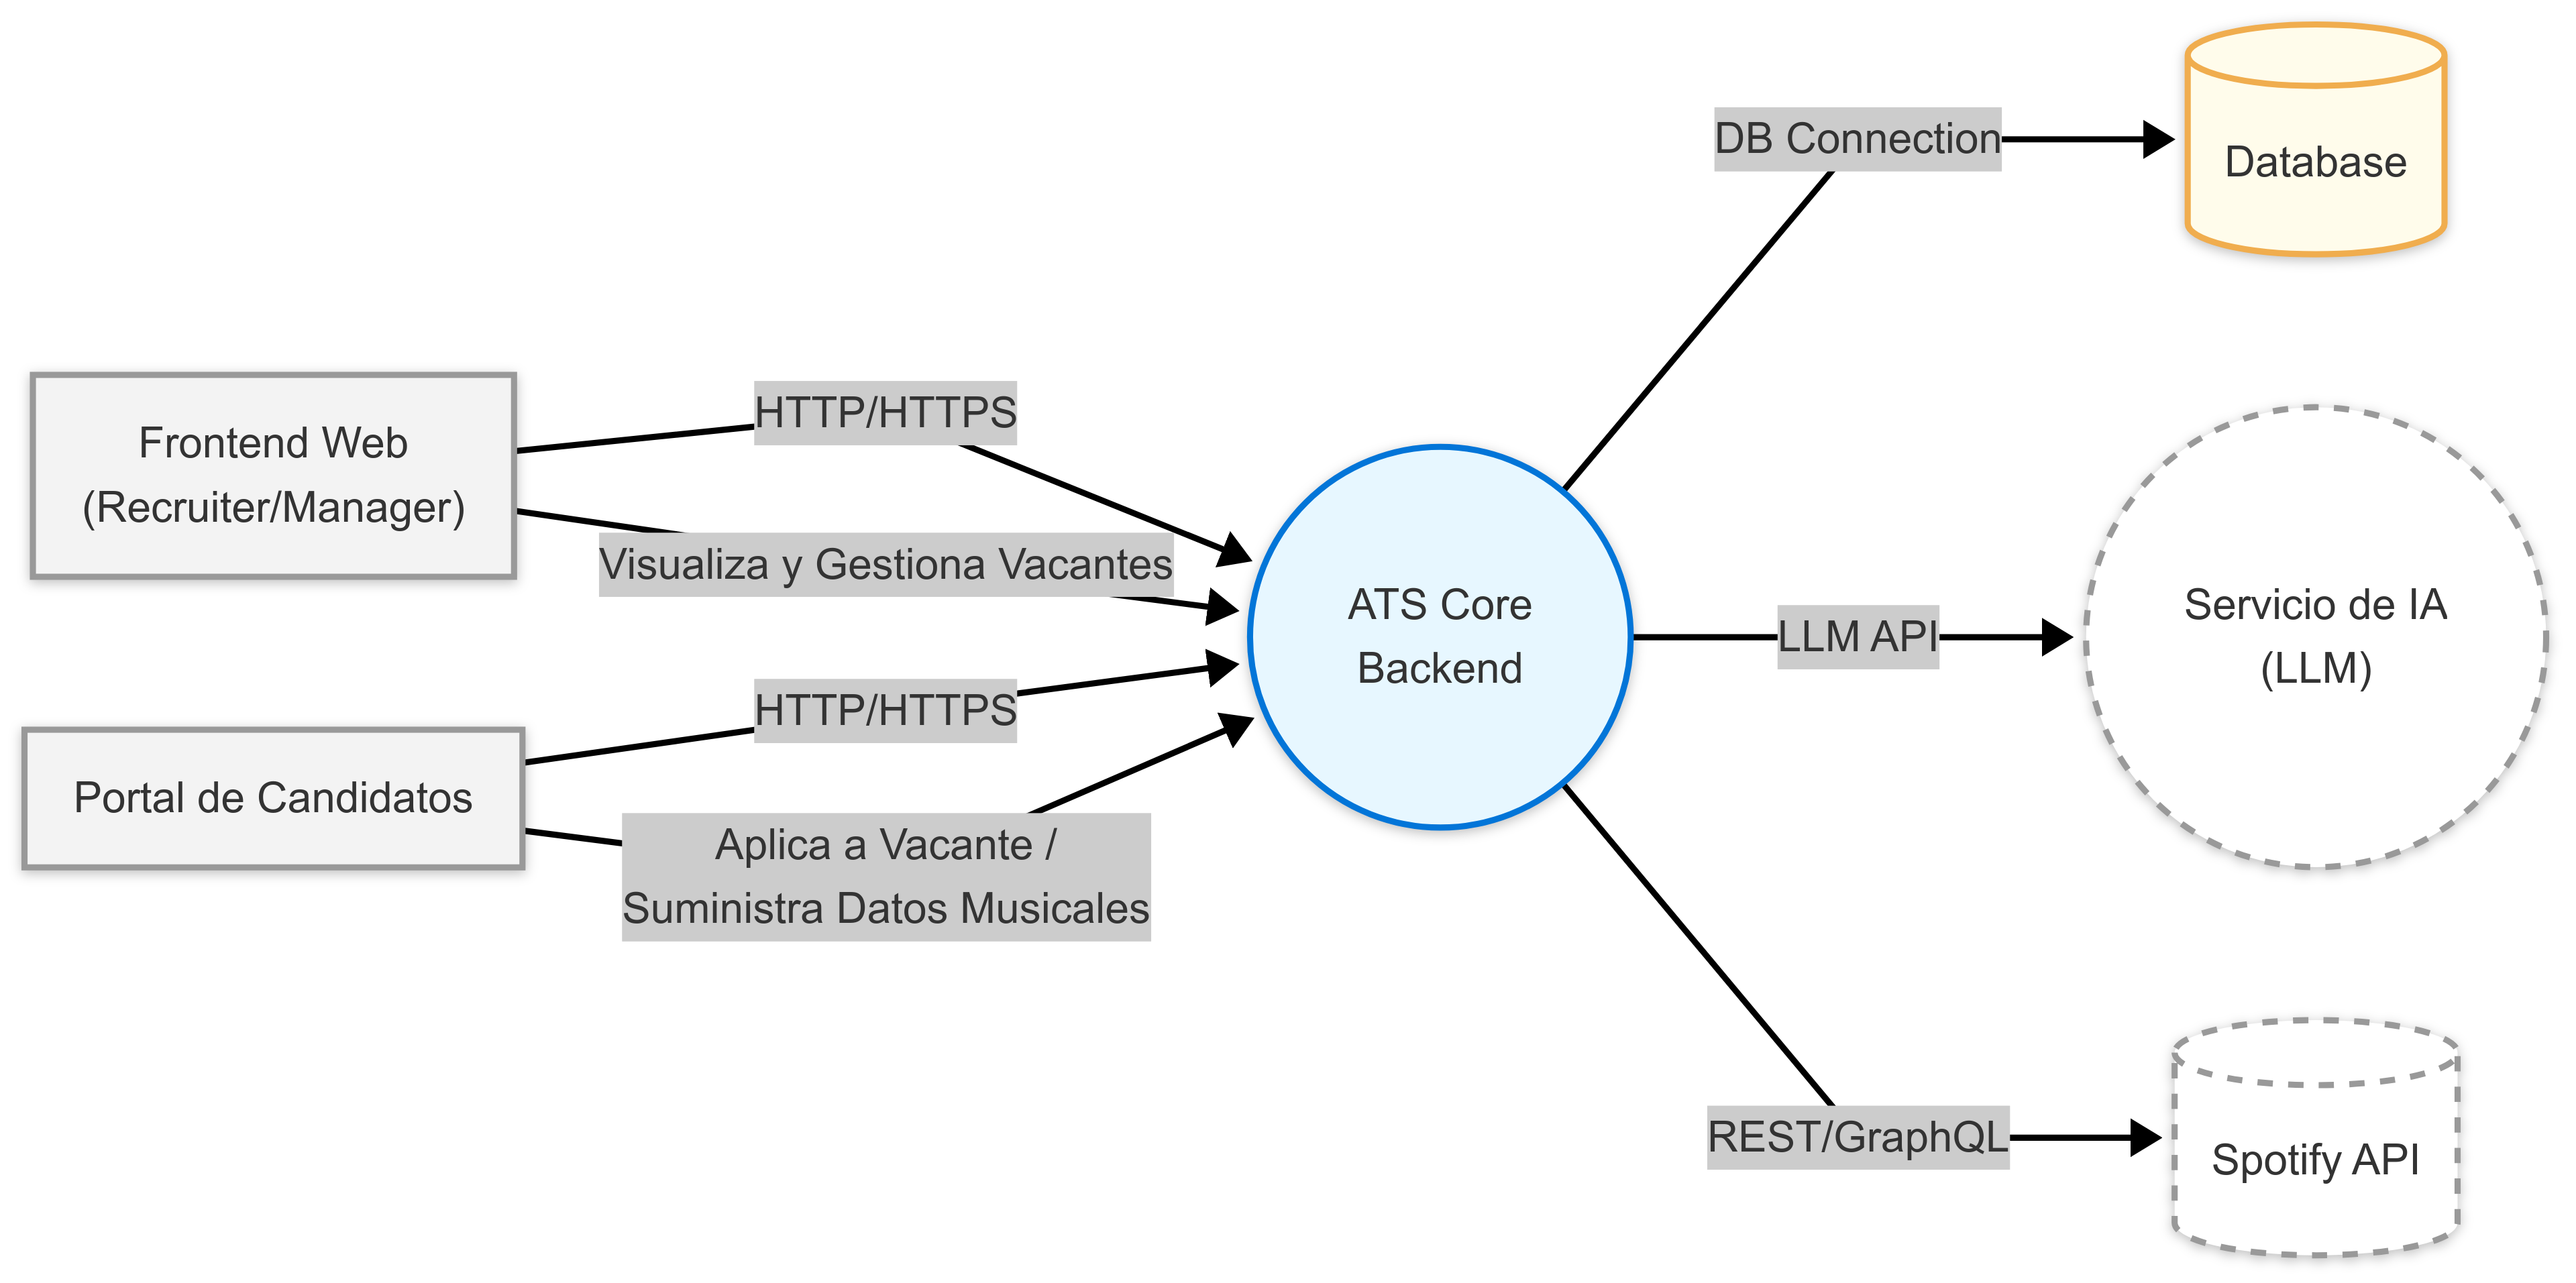 Frontend Web
(Recruiter/Manager)
Portal de Candidatos
HTTP/HTTPS
Visualiza y Gestiona Vacantes
HTTP/HTTPS
Aplica a Vacante /
Suministra Datos Musicales
ATS Core
Backend
DB Connection
LLM API
REST/GraphQL
Database
Servicio de IA
(LLM)
Spotify API